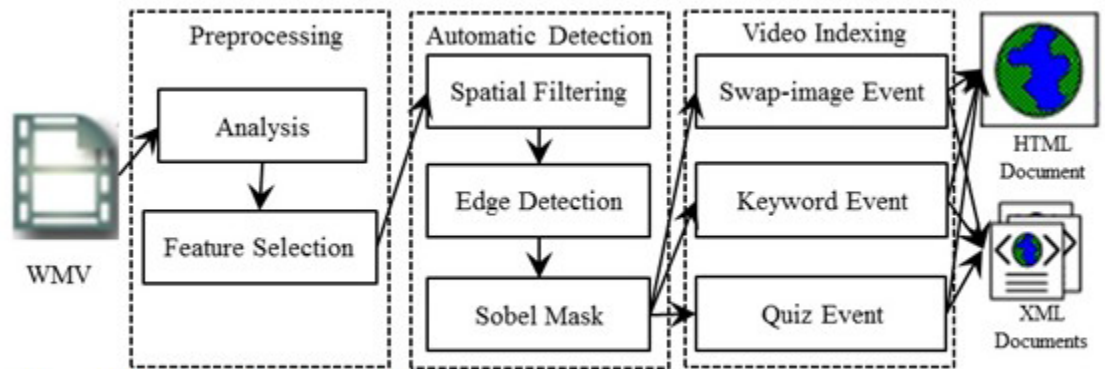 Preprocessing
Automatic Detection
Video Indexing
Analysis
Feature Selection
Spatial Filtering
Edge Detection
Sobel Mask
Swap-image Event
Keyword Event
Quiz Event
WMV
HTML
Document
XML
Documents